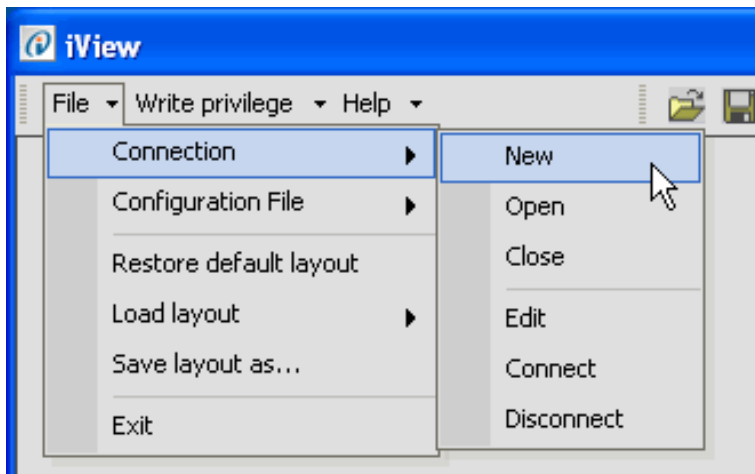 iView
File Write privilege Help
Connection
Configuration File
Restore default layout
Load layout
Save layout as...
Exit
New
Open
Close
Edit
Connect
Disconnect